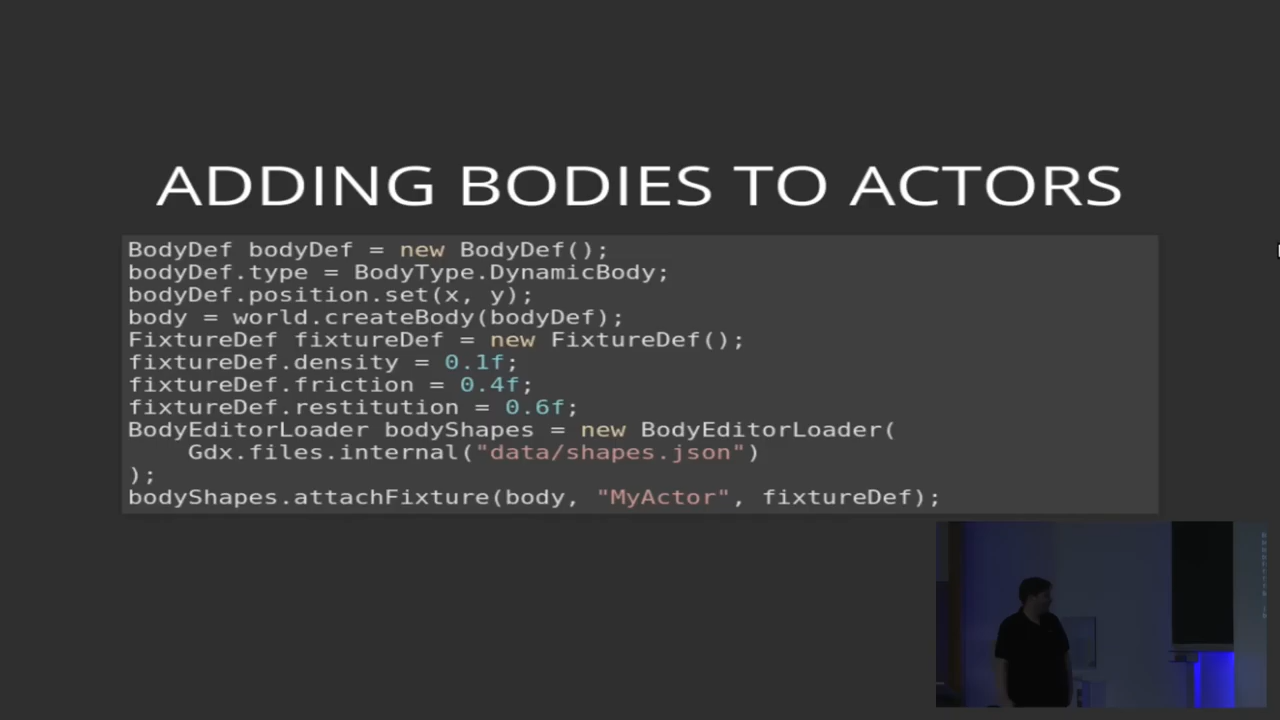 ADDING BODIES TO ACTORS
BodyDef bodyDef = new BodyDef();
bodyDef.type = BodyType.DynamicBody;
bodyDef.position.set(x, y);
body = world.createBody(bodyDef);
FixtureDef fixtureDef = new FixtureDef();
fixtureDef.density = 0.1f;
fixtureDef.friction = 0.4f;
fixtureDef.restitution = 0.6f;
BodyEditorLoader bodyShapes = new BodyEditorLoader(
    Gdx.files.internal("data/shapes.json")
);
bodyShapes.attachFixture(body, "MyActor", fixtureDef);